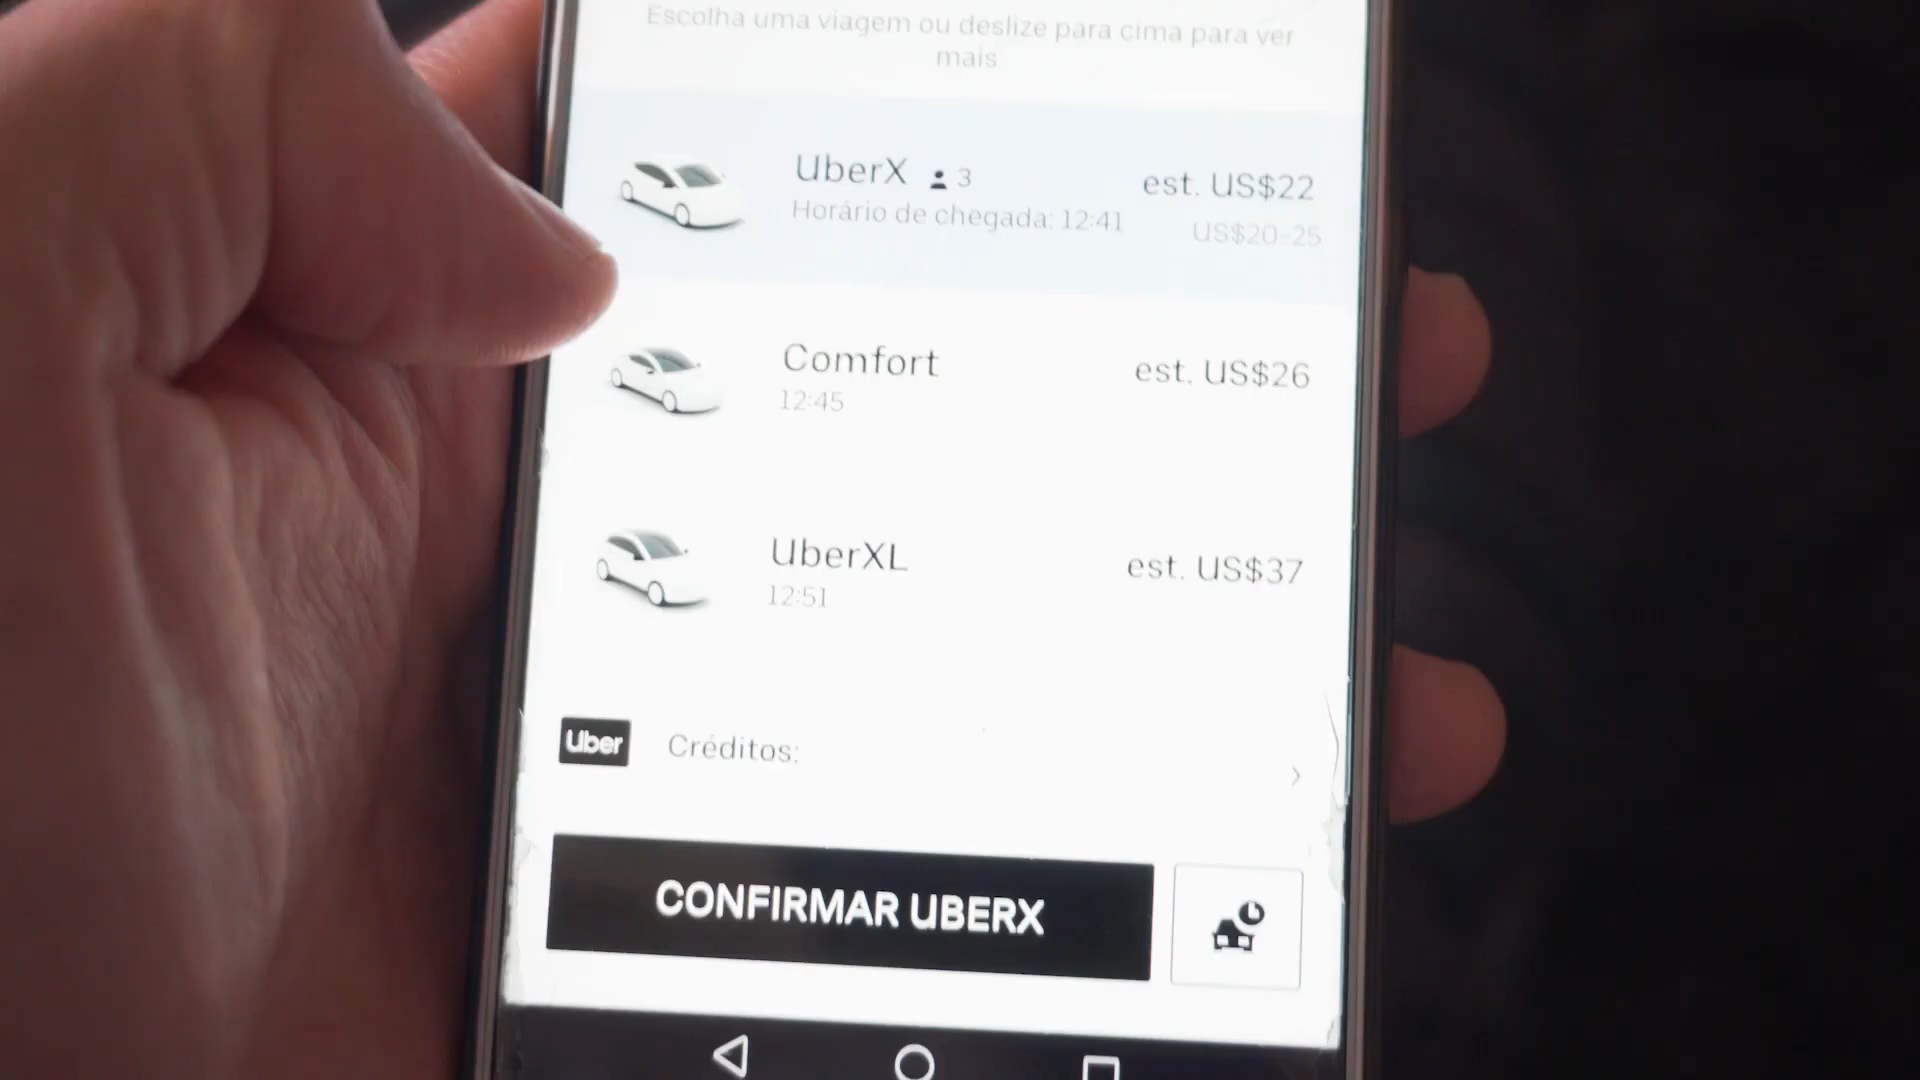 Escolha uma viagem ou deslize para cima para ver
mais
UberX 3
est. US$22
Horário de chegada: 12:41
US$20-25
Comfort
est. US$26
12:45
UberXL
est. US$37
12:51
Uber
Créditos:
CONFIRMAR UBERX